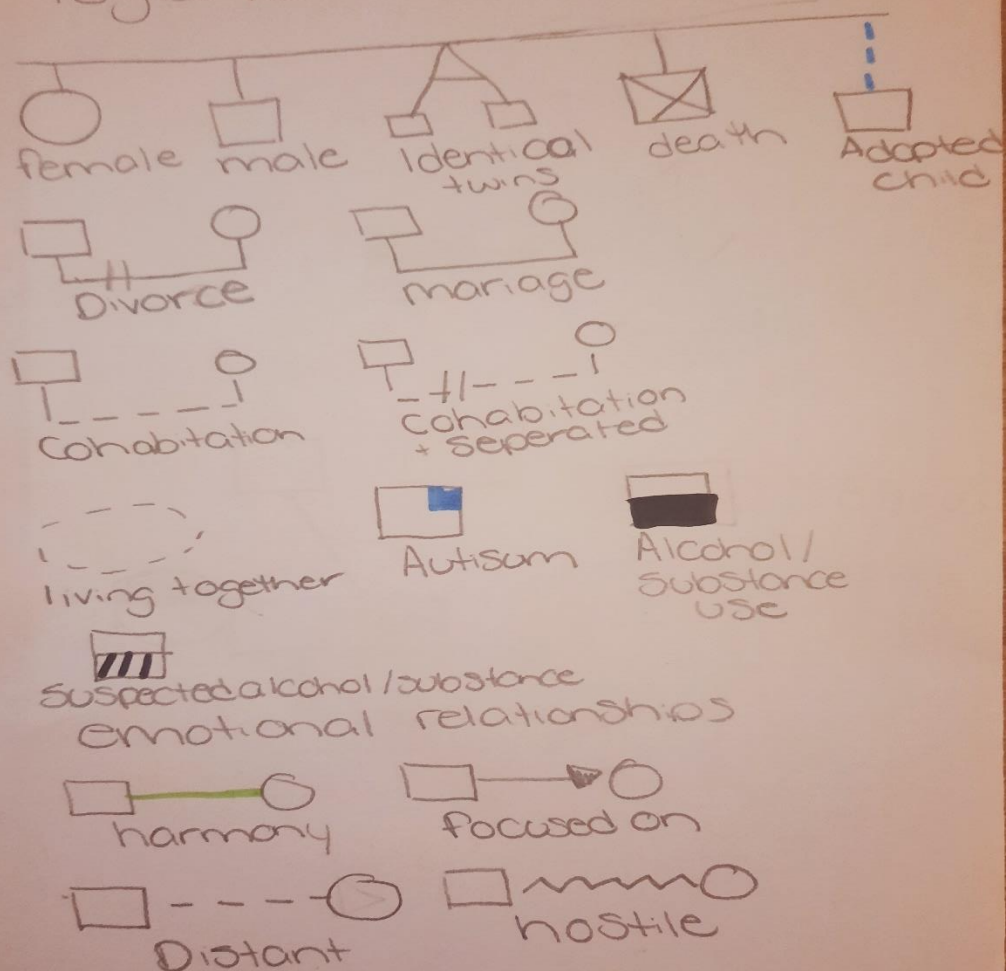 female male Identical death Adopted
twins child
Divorce mariage
Cohabitation cohabitation
+ seperated
living together Autisum Alcohol/
substance
use
suspected alcohol/substance
emotional relationships
harmony focused on
Distant hostile